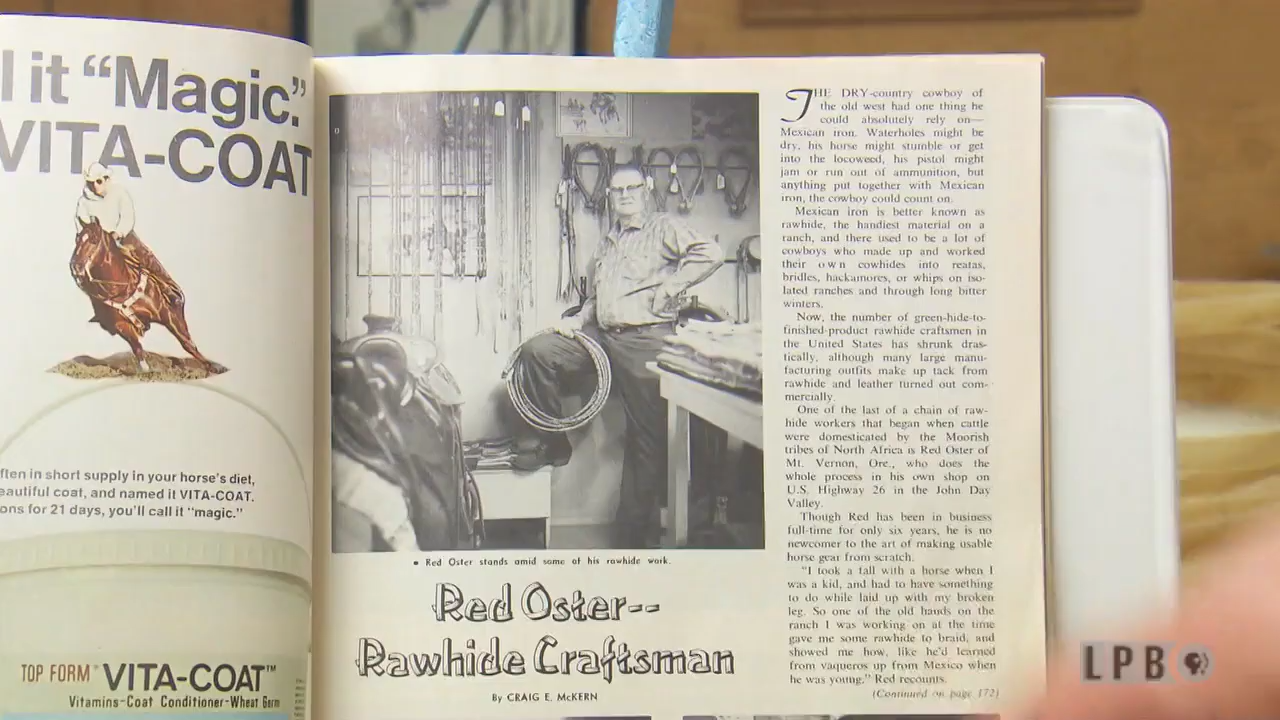 l it “Magic.”
VITA-COAT
ften in short supply in your horse's diet,
eautiful coat, and named it VITA-COAT.
ons for 21 days, you'll call it “magic.”
TOP FORM VITA-COAT™
Vitamins-Coat Conditioner-Wheat Germ
• Red Oster stands amid some of his rawhide work.
Red Oster--
Rawhide Craftsman
By CRAIG E. McKERN
THE DRY-country cowboy of
the old west had one thing he
could absolutely rely on—
Mexican iron. Waterholes might be
dry, his horse might stumble or get
into the locoweed, his pistol might
jam or run out of ammunition, but
anything put together with Mexican
iron, the cowboy could count on.
Mexican iron is better known as
rawhide, the handiest material on a
ranch, and there used to be a lot of
cowboys who made up and worked
their own cowhides into reatas,
bridles, hackamores, or whips on iso-
lated ranches and through long bitter
winters.
Now, the number of green-hide-to-
finished-product rawhide craftsmen in
the United States has shrunk dras-
tically, although many large manu-
facturing outfits make up tack from
rawhide and leather turned out com-
mercially.
One of the last of a chain of raw-
hide workers that began when cattle
were domesticated by the Moorish
tribes of North Africa is Red Oster of
Mt. Vernon, Ore., who does the
whole process in his own shop on
U.S. Highway 26 in the John Day
Valley.
Though Red has been in business
full-time for only six years, he is no
newcomer to the art of making usable
horse gear from scratch.
“I took a fall with a horse when I
was a kid, and had to have something
to do while laid up with my broken
leg. So one of the old hands on the
ranch I was working on at the time
gave me some rawhide to braid, and
showed me how, like he'd learned
from vaqueros up from Mexico when
he was young,” Red recounts.
(Continued on page 172)
LPB